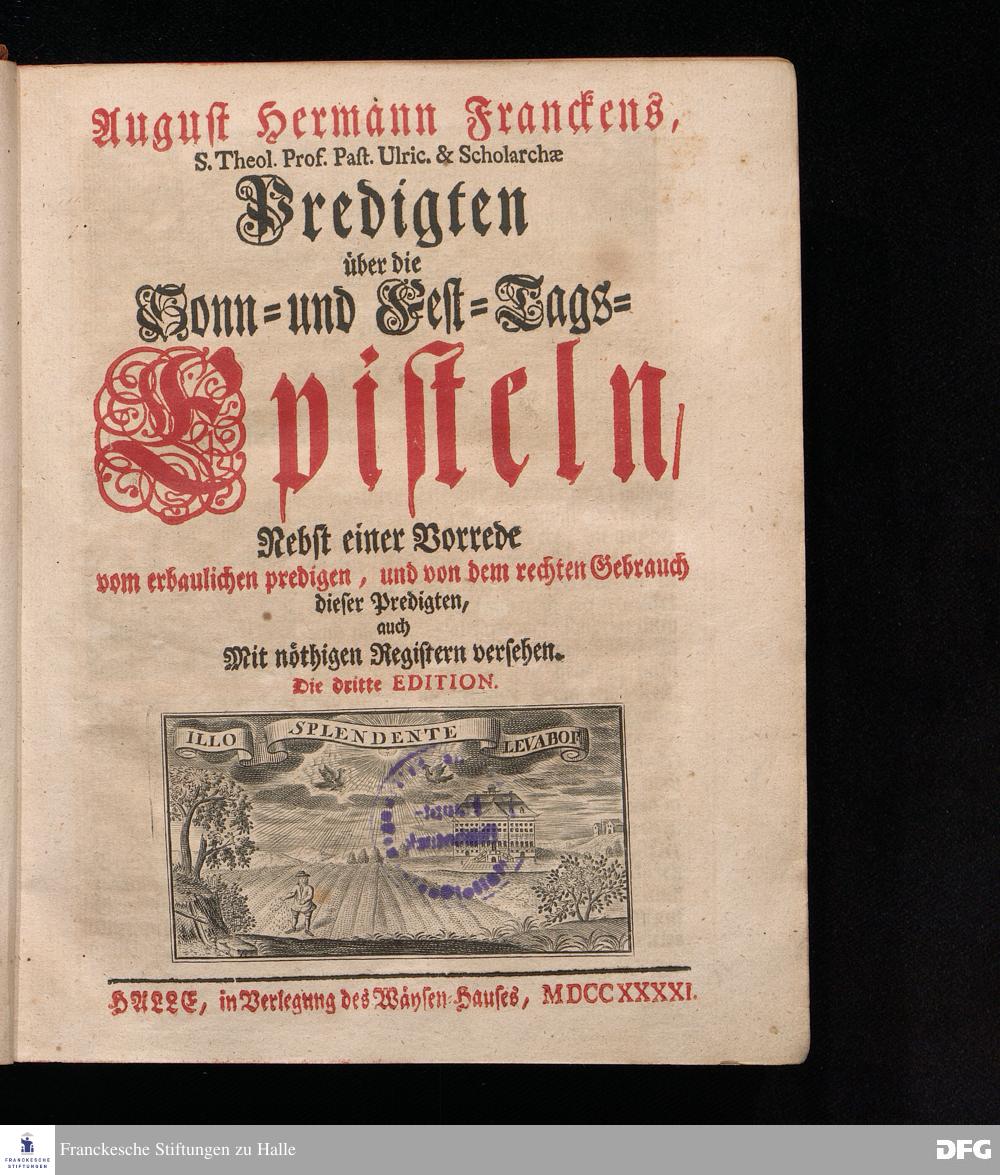 August Hermann Franckens,
S. Theol. Prof. Past. Ulric. & Scholarchæ
Predigten
über die
Sonn- und Fest-Tags-
Episteln/
Nebst einer Vorrede
vom erbaulichen predigen, und von dem rechten Gebrauch
dieser Predigten,
auch
Mit nöthigen Registern versehen.
Die dritte EDITION.
ILLO SPLENDENTE LEVABOR
HALLE, in Verlegung des Wäysen-Hauses, MDCCXXXXI.
FRANCKESCHE
STIFTUNGEN
Franckesche Stiftungen zu Halle
DFG